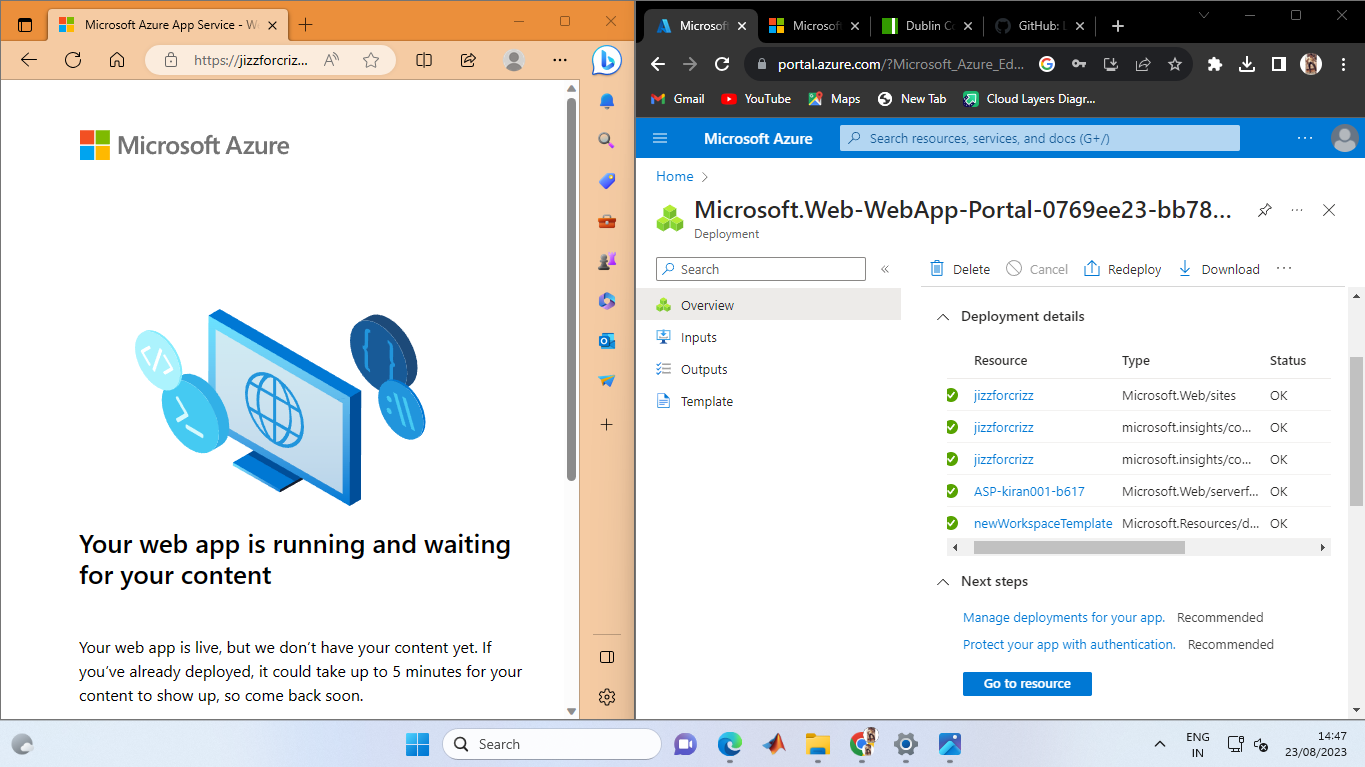 Microsoft Azure App Service - We
https://jizzforcriz...
Microsoft Azure
Your web app is running and waiting
for your content
Your web app is live, but we don't have your content yet. If
you've already deployed, it could take up to 5 minutes for your
content to show up, so come back soon.
Microsoft
Microsoft
Dublin Co
GitHub: L
portal.azure.com/?Microsoft_Azure_Ed...
Gmail
YouTube
Maps
New Tab
Cloud Layers Diagr...
Microsoft Azure
Search resources, services, and docs (G+/)
Home
Microsoft.Web-WebApp-Portal-0769ee23-bb78...
Deployment
Search
Delete
Cancel
Redeploy
Download
Overview
Inputs
Outputs
Template
Deployment details
Resource Type Status
jizzforcrizz Microsoft.Web/sites OK
jizzforcrizz microsoft.insights/co... OK
jizzforcrizz microsoft.insights/co... OK
ASP-kiran001-b617 Microsoft.Web/serverf... OK
newWorkspaceTemplate Microsoft.Resources/d... OK
Next steps
Manage deployments for your app. Recommended
Protect your app with authentication. Recommended
Go to resource
Search
ENG
IN
14:47
23/08/2023